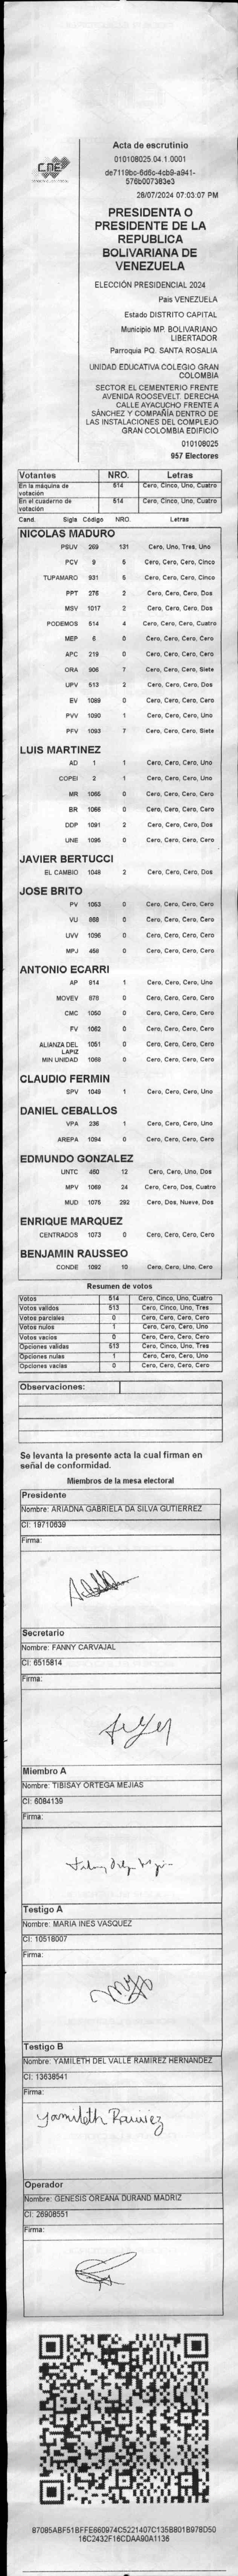 CNE
Acta de escrutinio
010108025.04.1.0001
de7119bc-6d6c-4cb9-a941-
576b007383e3
28/07/2024 07:03:07 PM
PRESIDENTA O
PRESIDENTE DE LA
REPUBLICA
BOLIVARIANA DE
VENEZUELA
ELECCIÓN PRESIDENCIAL 2024
Pais VENEZUELA
Estado DISTRITO CAPITAL
Municipio MP. BOLIVARIANO
LIBERTADOR
Parroquia PQ. SANTA ROSALIA
UNIDAD EDUCATIVA COLEGIO GRAN
COLOMBIA
SECTOR EL CEMENTERIO FRENTE
AVENIDA ROOSEVELT. DERECHA
CALLE AYACUCHO FRENTE A
SÁNCHEZ Y COMPAÑÍA DENTRO DE
LAS INSTALACIONES DEL COMPLEJO
GRAN COLOMBIA EDIFICIO
010108025
957 Electores
Votantes NRO. Letras
En la máquina de votación 514 Cero, Cinco, Uno, Cuatro
En el cuaderno de votación 514 Cero, Cinco, Uno, Cuatro
Cand. Sigla Código NRO. Letras
NICOLAS MADURO
PSUV 269 131 Cero, Uno, Tres, Uno
PCV 9 5 Cero, Cero, Cero, Cinco
TUPAMARO 931 5 Cero, Cero, Cero, Cinco
PPT 276 2 Cero, Cero, Cero, Dos
MSV 1017 2 Cero, Cero, Cero, Dos
PODEMOS 514 4 Cero, Cero, Cero, Cuatro
MEP 6 0 Cero, Cero, Cero, Cero
APC 219 0 Cero, Cero, Cero, Cero
ORA 906 7 Cero, Cero, Cero, Siete
UPV 513 2 Cero, Cero, Cero, Dos
EV 1089 0 Cero, Cero, Cero, Cero
PVV 1090 1 Cero, Cero, Cero, Uno
PFV 1093 7 Cero, Cero, Cero, Siete
LUIS MARTINEZ
AD 1 1 Cero, Cero, Cero, Uno
COPEI 2 1 Cero, Cero, Cero, Uno
MR 1065 0 Cero, Cero, Cero, Cero
BR 1066 0 Cero, Cero, Cero, Cero
DDP 1091 2 Cero, Cero, Cero, Dos
UNE 1095 0 Cero, Cero, Cero, Cero
JAVIER BERTUCCI
EL CAMBIO 1048 2 Cero, Cero, Cero, Dos
JOSE BRITO
PV 1053 0 Cero, Cero, Cero, Cero
VU 868 0 Cero, Cero, Cero, Cero
UVV 1096 0 Cero, Cero, Cero, Cero
MPJ 458 0 Cero, Cero, Cero, Cero
ANTONIO ECARRI
AP 914 1 Cero, Cero, Cero, Uno
MOVEV 878 0 Cero, Cero, Cero, Cero
CMC 1050 0 Cero, Cero, Cero, Cero
FV 1062 0 Cero, Cero, Cero, Cero
ALIANZA DEL LAPIZ 1051 0 Cero, Cero, Cero, Cero
MIN UNIDAD 1068 0 Cero, Cero, Cero, Cero
CLAUDIO FERMIN
SPV 1049 1 Cero, Cero, Cero, Uno
DANIEL CEBALLOS
VPA 236 1 Cero, Cero, Cero, Uno
AREPA 1094 0 Cero, Cero, Cero, Cero
EDMUNDO GONZALEZ
UNTC 460 12 Cero, Cero, Uno, Dos
MPV 1069 24 Cero, Cero, Dos, Cuatro
MUD 1075 292 Cero, Dos, Nueve, Dos
ENRIQUE MARQUEZ
CENTRADOS 1073 0 Cero, Cero, Cero, Cero
BENJAMIN RAUSSEO
CONDE 1092 10 Cero, Cero, Uno, Cero
Resumen de votos
Votos 514 Cero, Cinco, Uno, Cuatro
Votos validos 513 Cero, Cinco, Uno, Tres
Votos parciales 0 Cero, Cero, Cero, Cero
Votos nulos 1 Cero, Cero, Cero, Uno
Votos vacios 0 Cero, Cero, Cero, Cero
Opciones validas 513 Cero, Cinco, Uno, Tres
Opciones nulas 1 Cero, Cero, Cero, Uno
Opciones vacias 0 Cero, Cero, Cero, Cero
Observaciones:
Se levanta la presente acta la cual firman en
señal de conformidad.
Miembros de la mesa electoral
Presidente
Nombre: ARIADNA GABRIELA DA SILVA GUTIERREZ
CI: 19710639
Firma:
Secretario
Nombre: FANNY CARVAJAL
CI: 6515814
Firma:
Miembro A
Nombre: TIBISAY ORTEGA MEJIAS
CI: 6084139
Firma:
Testigo A
Nombre: MARIA INES VASQUEZ
CI: 10518007
Firma:
Testigo B
Nombre: YAMILETH DEL VALLE RAMIREZ HERNANDEZ
CI: 13638541
Firma:
Yamileth Ramirez
Operador
Nombre: GENESIS OREANA DURAND MADRIZ
CI: 26908551
Firma:
87085ABF51BFFE660974C5221407C135B801B978D50
16C2432F16CDAA90A1136